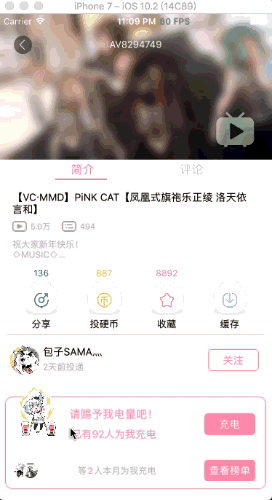 iPhone 7 – iOS 10.2 (14C89)
Carrier 11:09 PM 60 FPS
AV8294749
简介 评论
【VC·MMD】PiNK CAT【凤凰式旗袍乐正绫 洛天依
言和】
5.0万 494
祝大家新年快乐!
◇MUSIC◇...
136 887 8892
分享 投硬币 收藏 缓存
包子SAMA灬
2天前投递
关注
请赐予我电量吧!
已有92人为我充电
充电
等2人本月为我充电
查看榜单